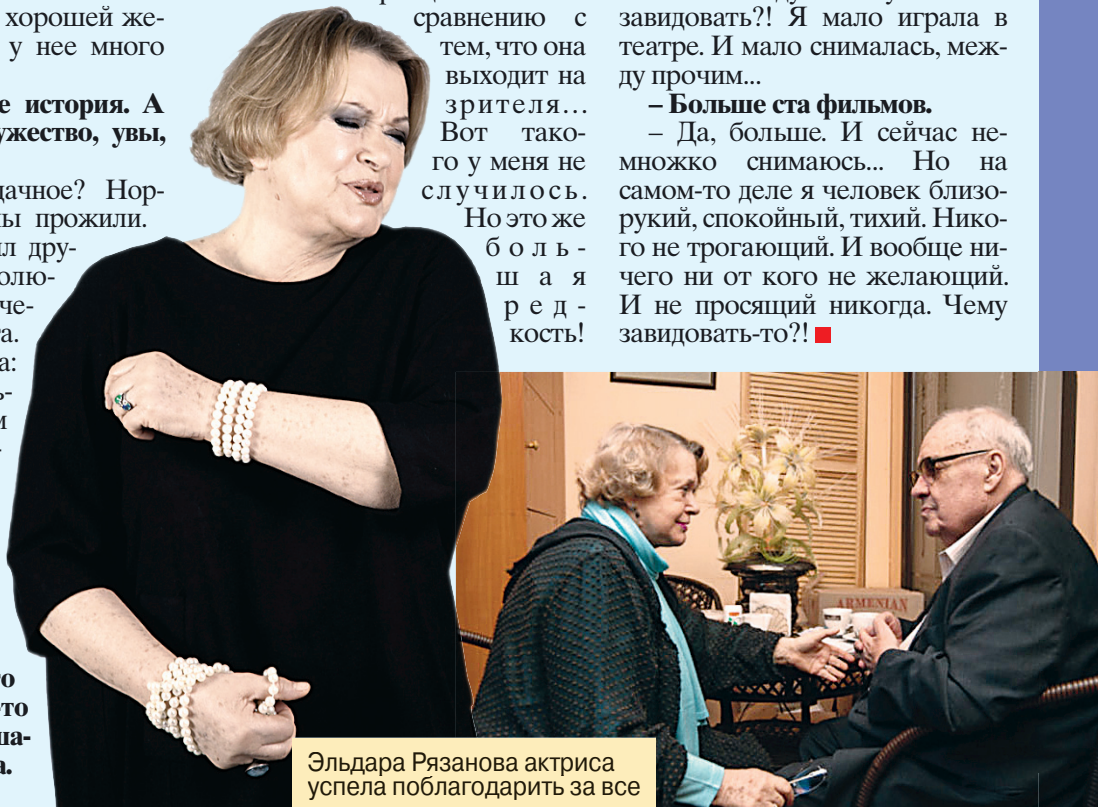 хорошей же-
у нее много
е история. А
ужество, увы,
дачное? Нор-
ы прожили.
л дру-
олю-
че-
та.
а:
ь-
и
то
это
ша-
а.
сравнению с
тем, что она
выходит на
зрителя...
Вот тако-
го у меня не
случилось.
Но это же
боль-
шая
ред-
кость!
завидовать?! Я мало играла в
театре. И мало снималась, меж-
ду прочим...
– Больше ста фильмов.
– Да, больше. И сейчас не-
множко снимаюсь... Но на
самом-то деле я человек близо-
рукий, спокойный, тихий. Нико-
го не трогающий. И вообще ни-
чего ни от кого не желающий.
И не просящий никогда. Чему
завидовать-то?!
ARMENIAN
Эльдара Рязанова актриса
успела поблагодарить за все